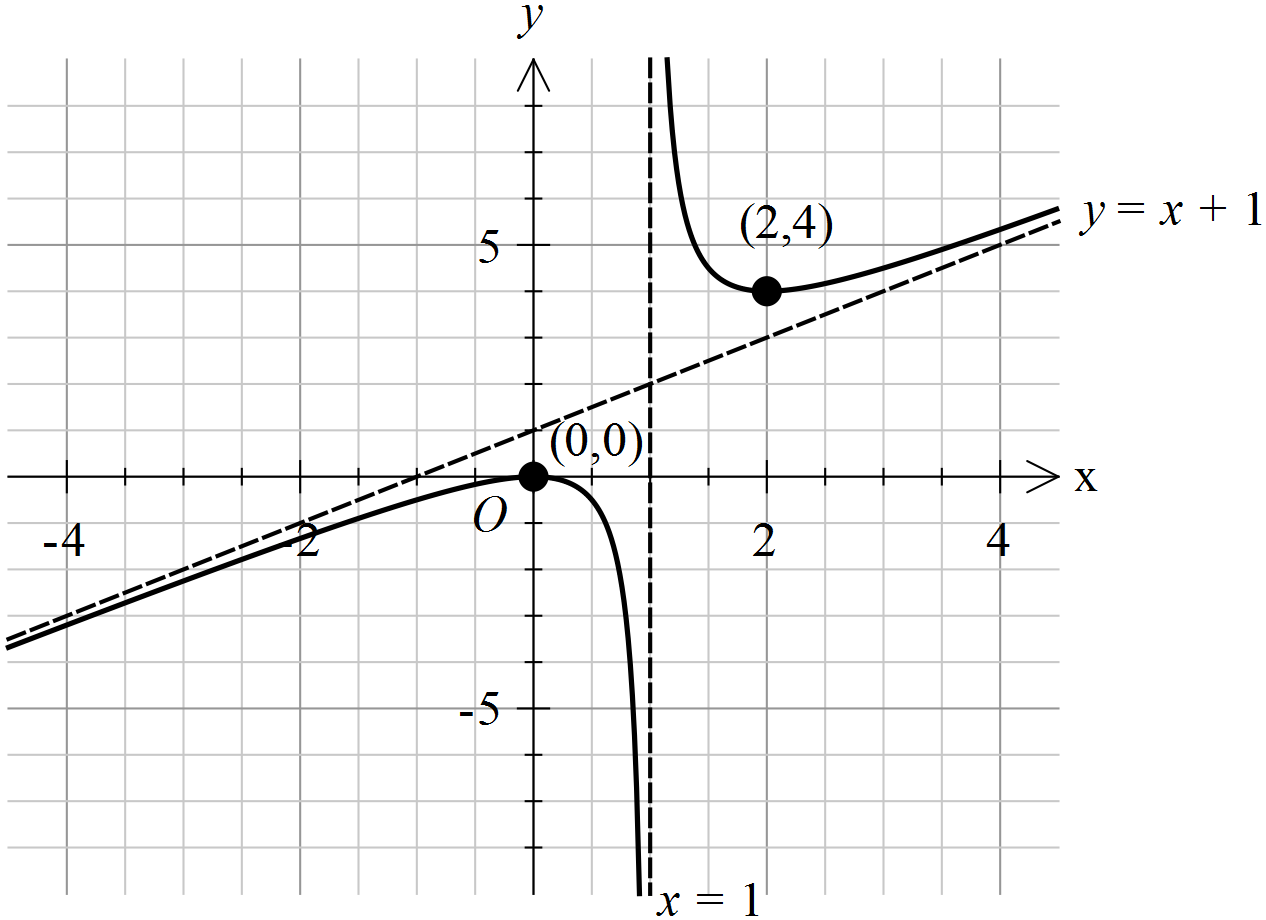 y
(2,4)
y = x + 1
5
(0,0)
x
O
-4
-2
2
4
-5
x = 1